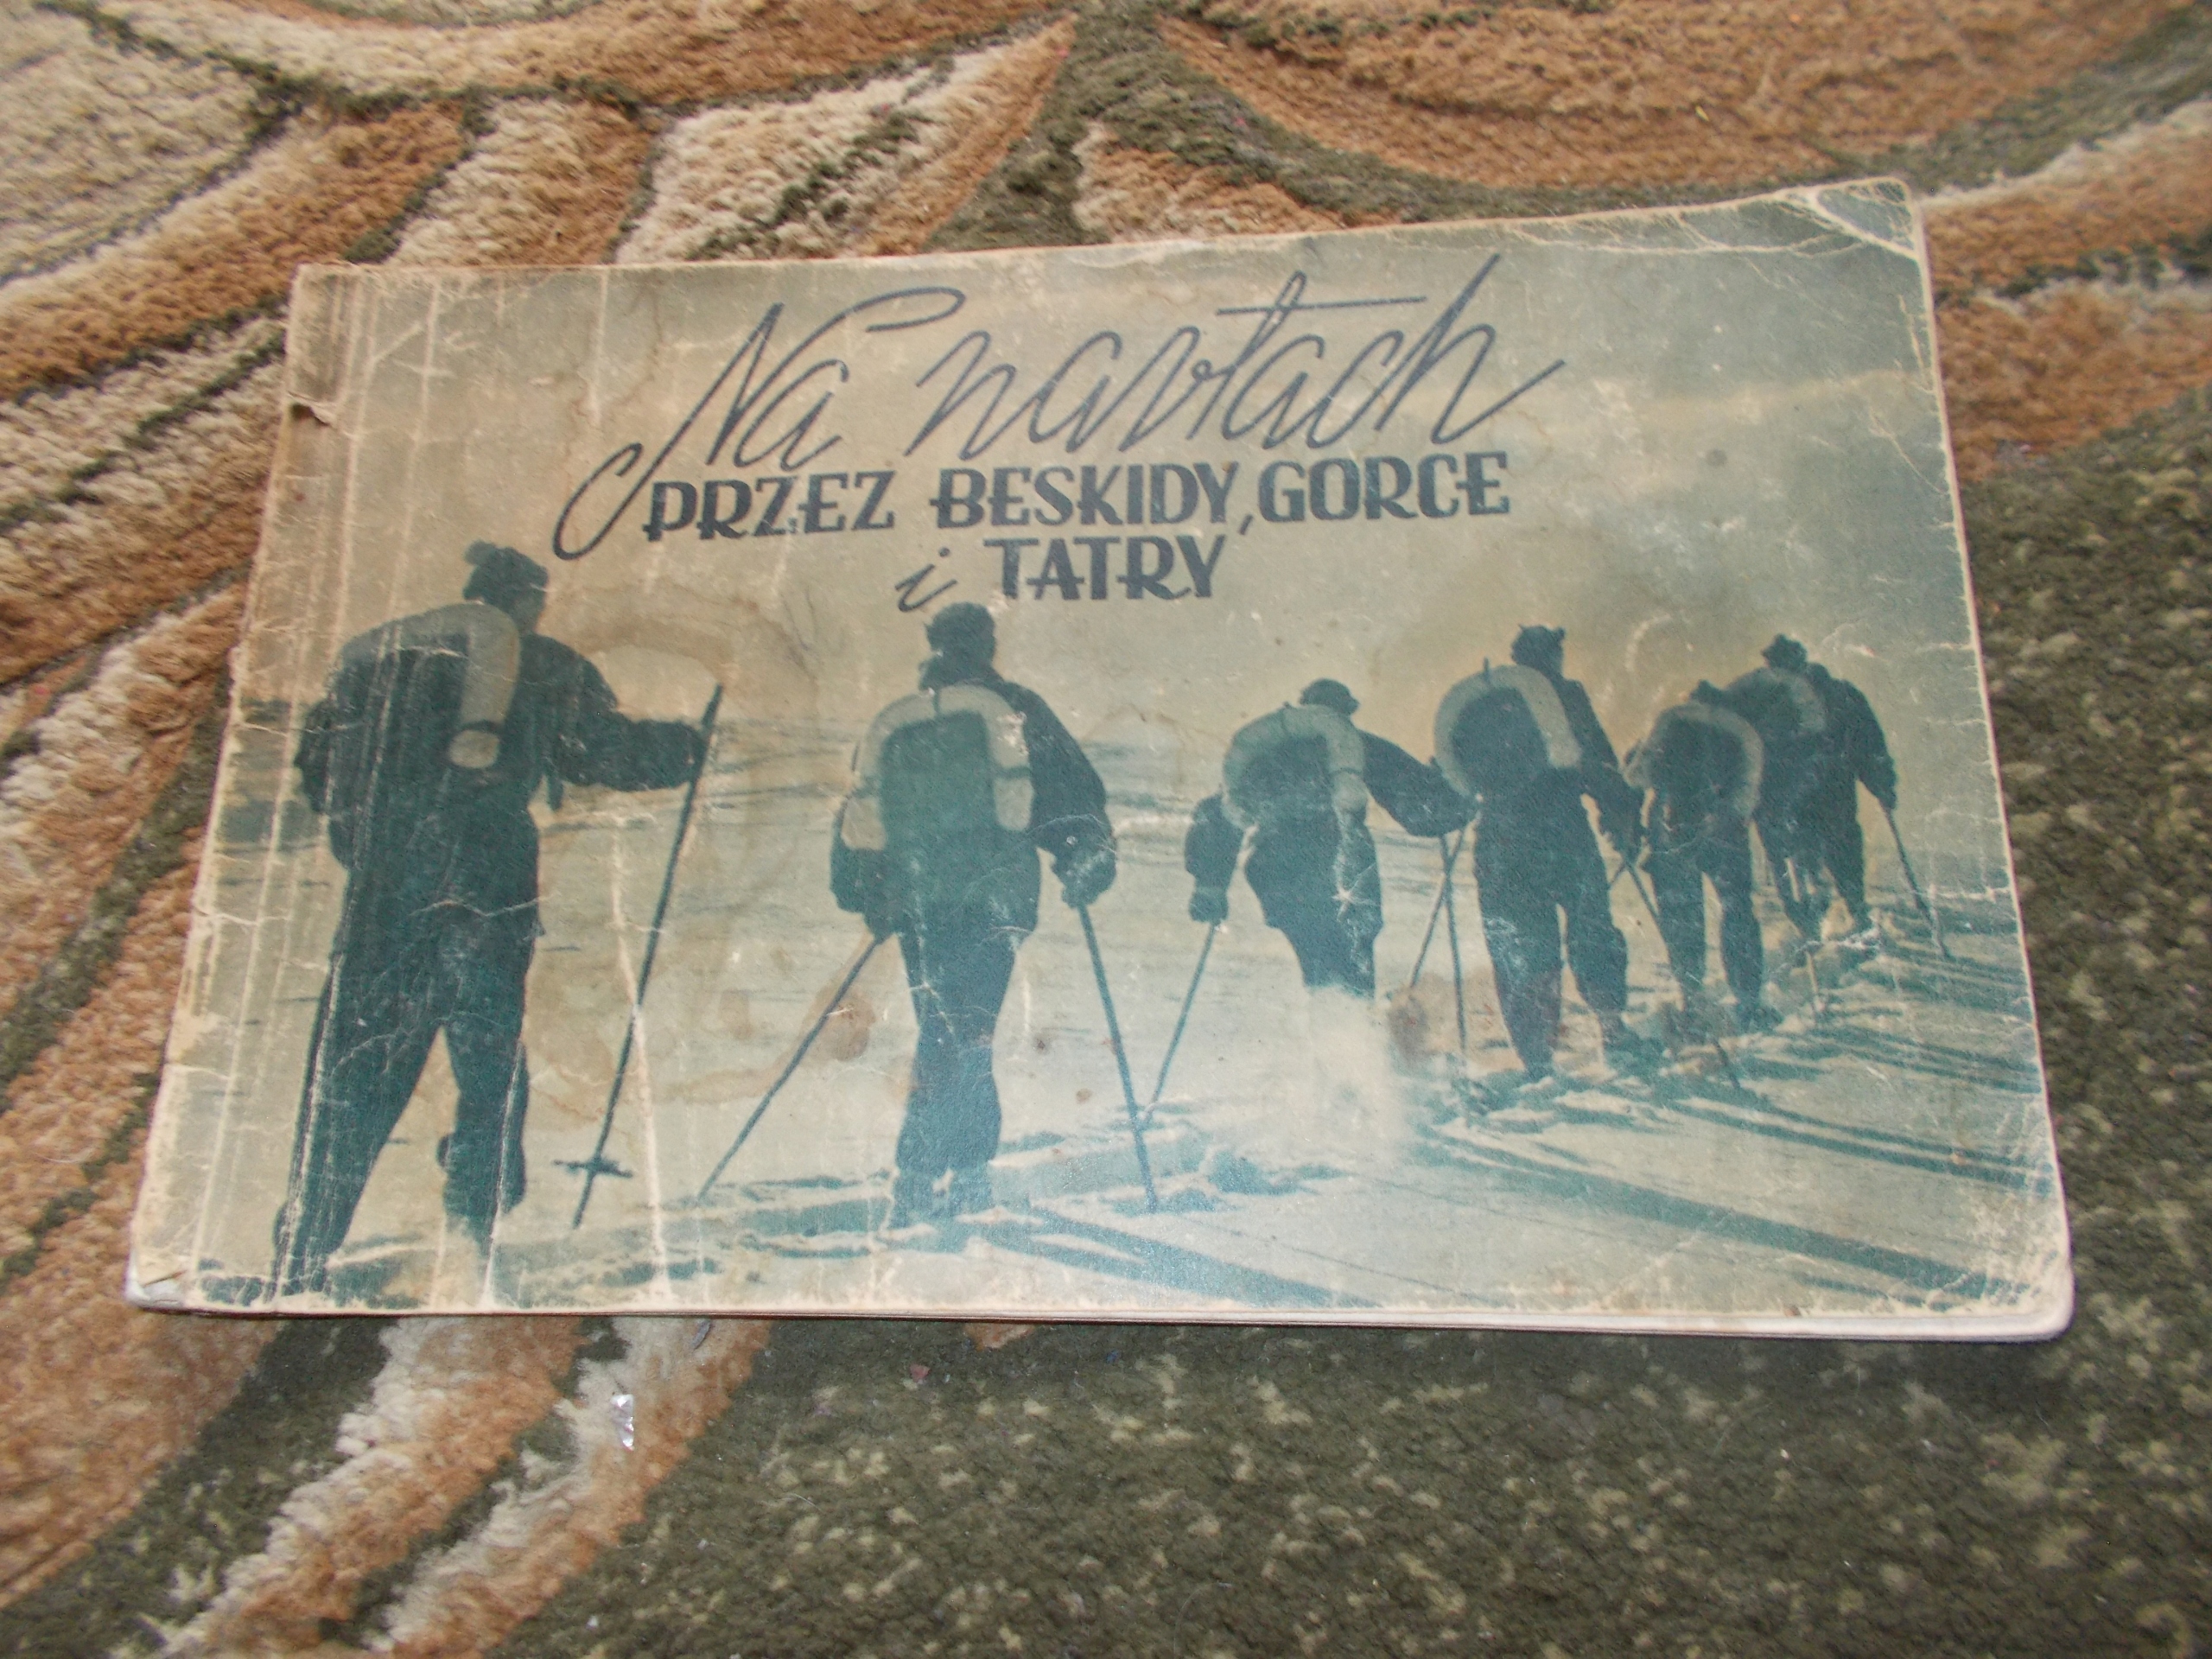 Na nartach
PRZEZ BESKIDY, GORCE
i TATRY